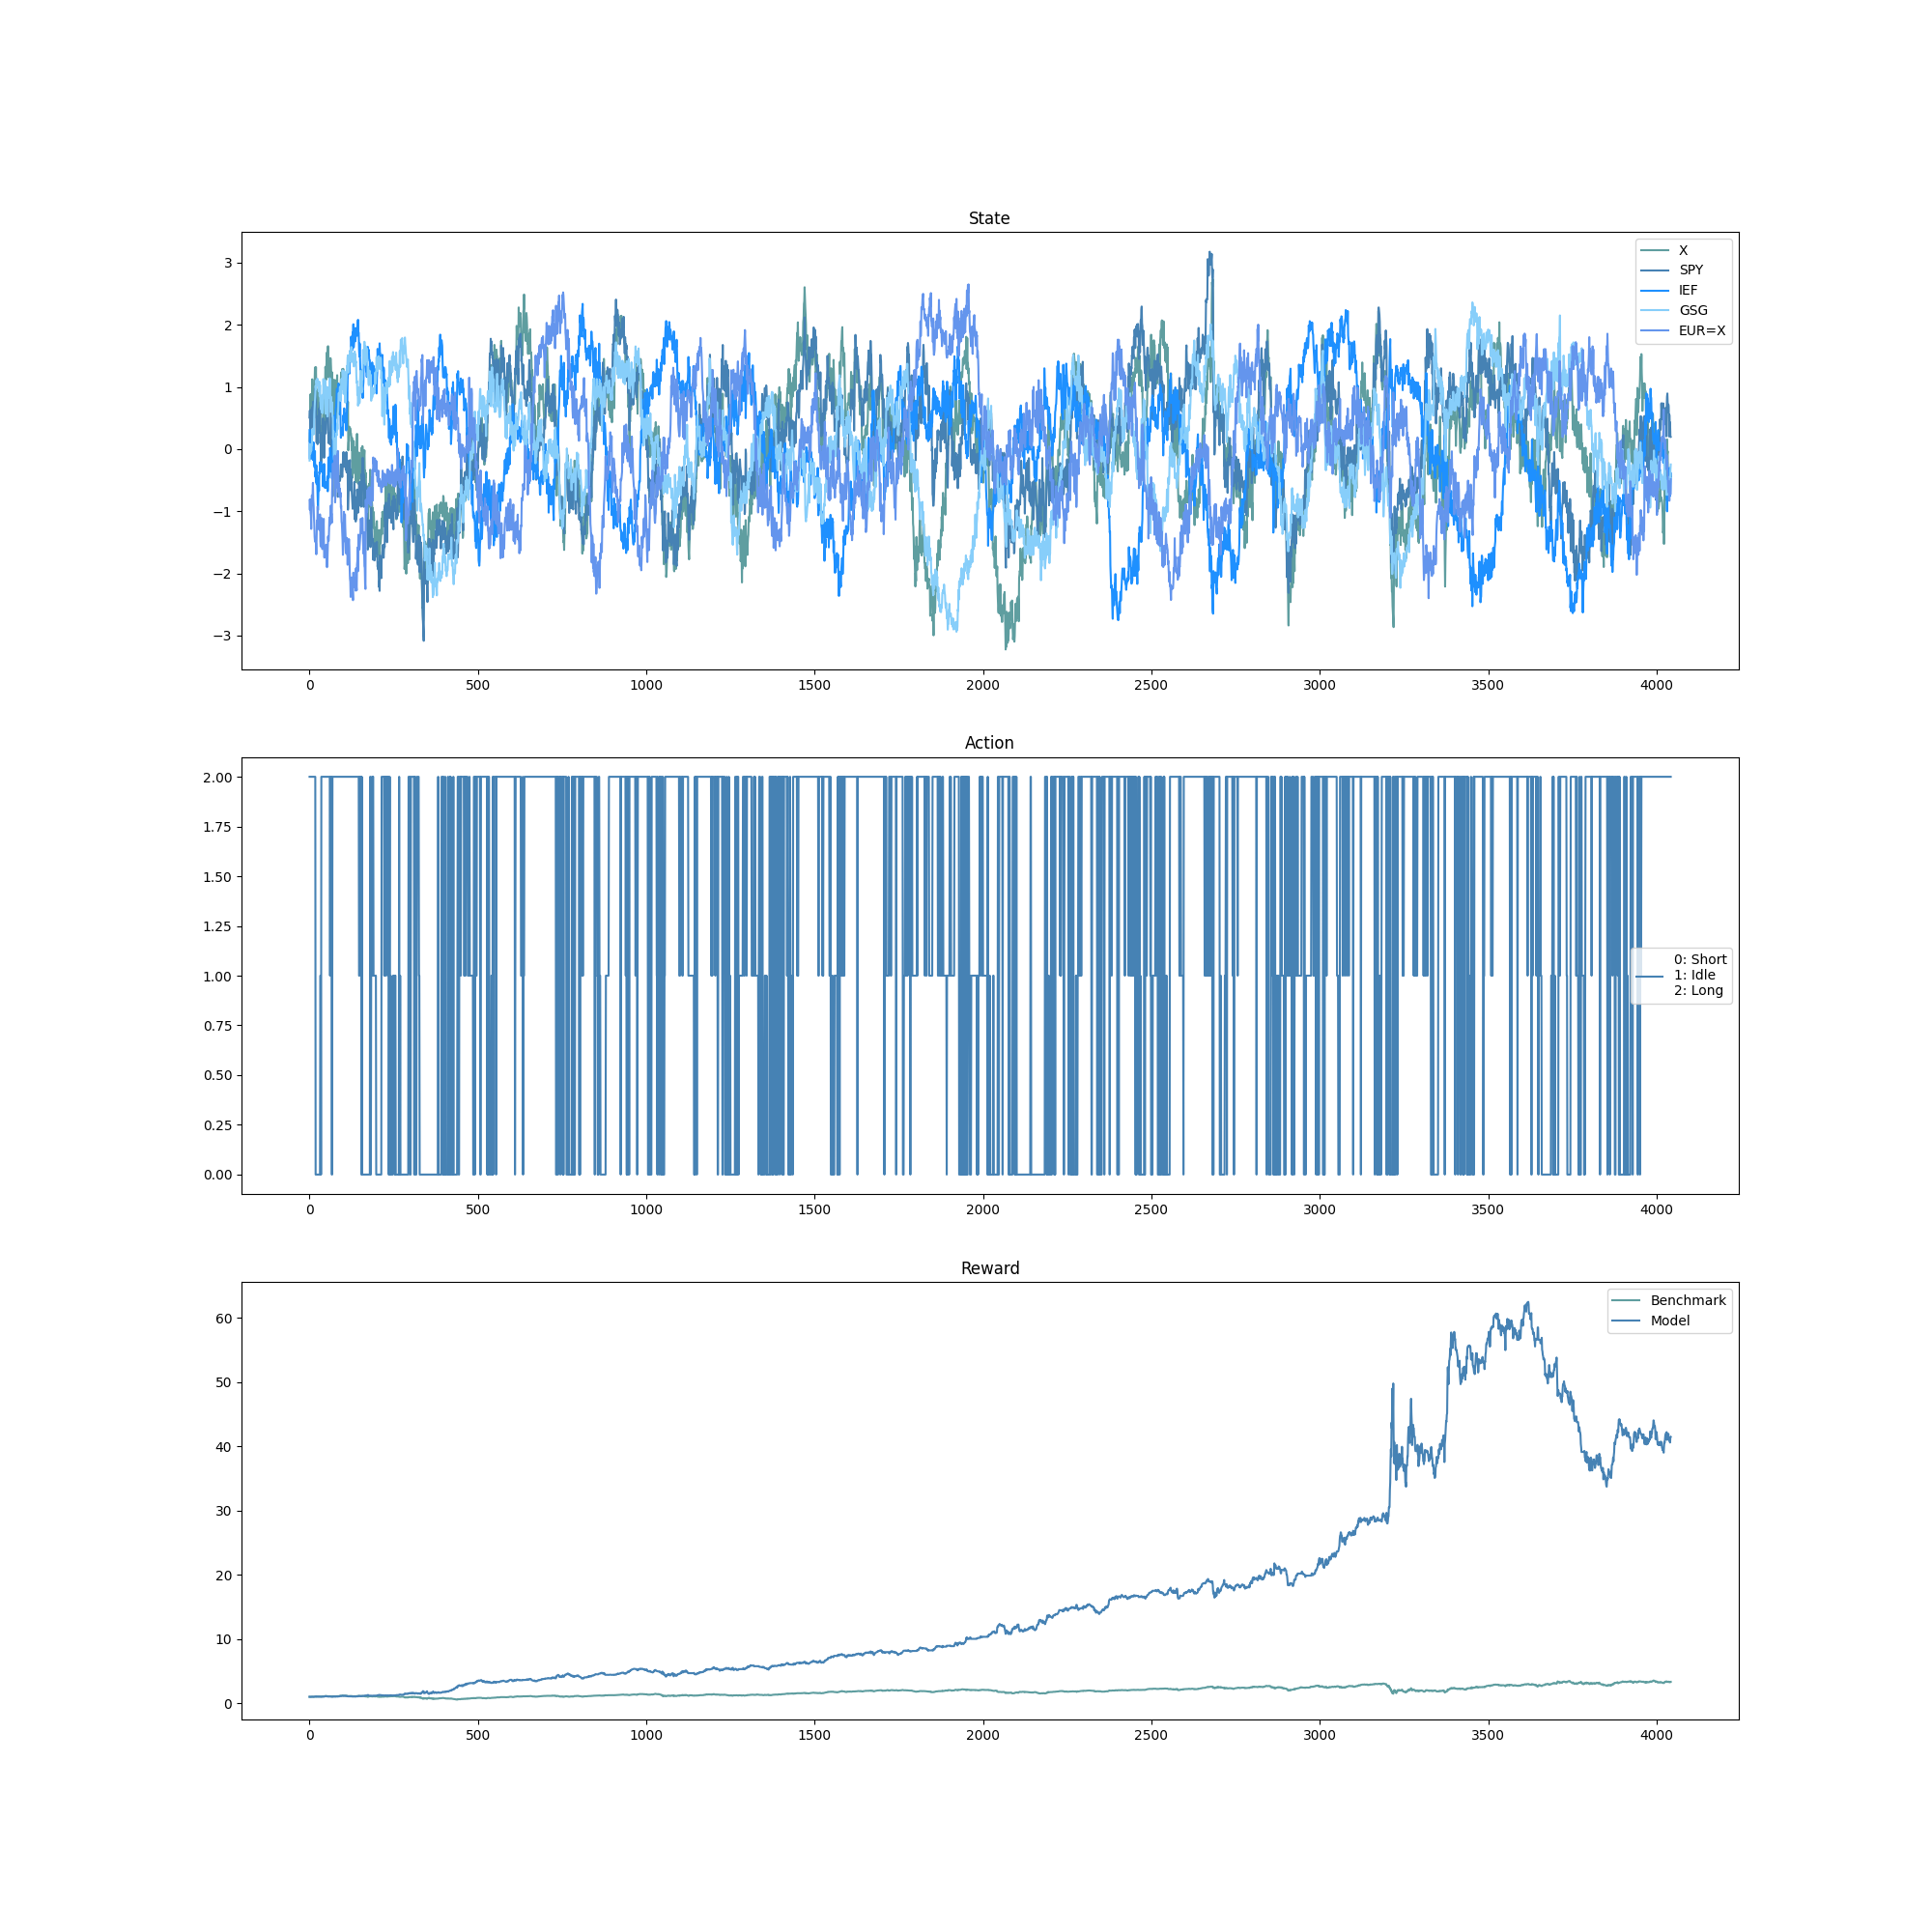 State
3
2
1
0
−1
−2
−3
0 500 1000 1500 2000 2500 3000 3500 4000
X
SPY
IEF
GSG
EUR=X
Action
2.00
1.75
1.50
1.25
1.00
0.75
0.50
0.25
0.00
0 500 1000 1500 2000 2500 3000 3500 4000
0: Short
1: Idle
2: Long
Reward
60
50
40
30
20
10
0
0 500 1000 1500 2000 2500 3000 3500 4000
Benchmark
Model